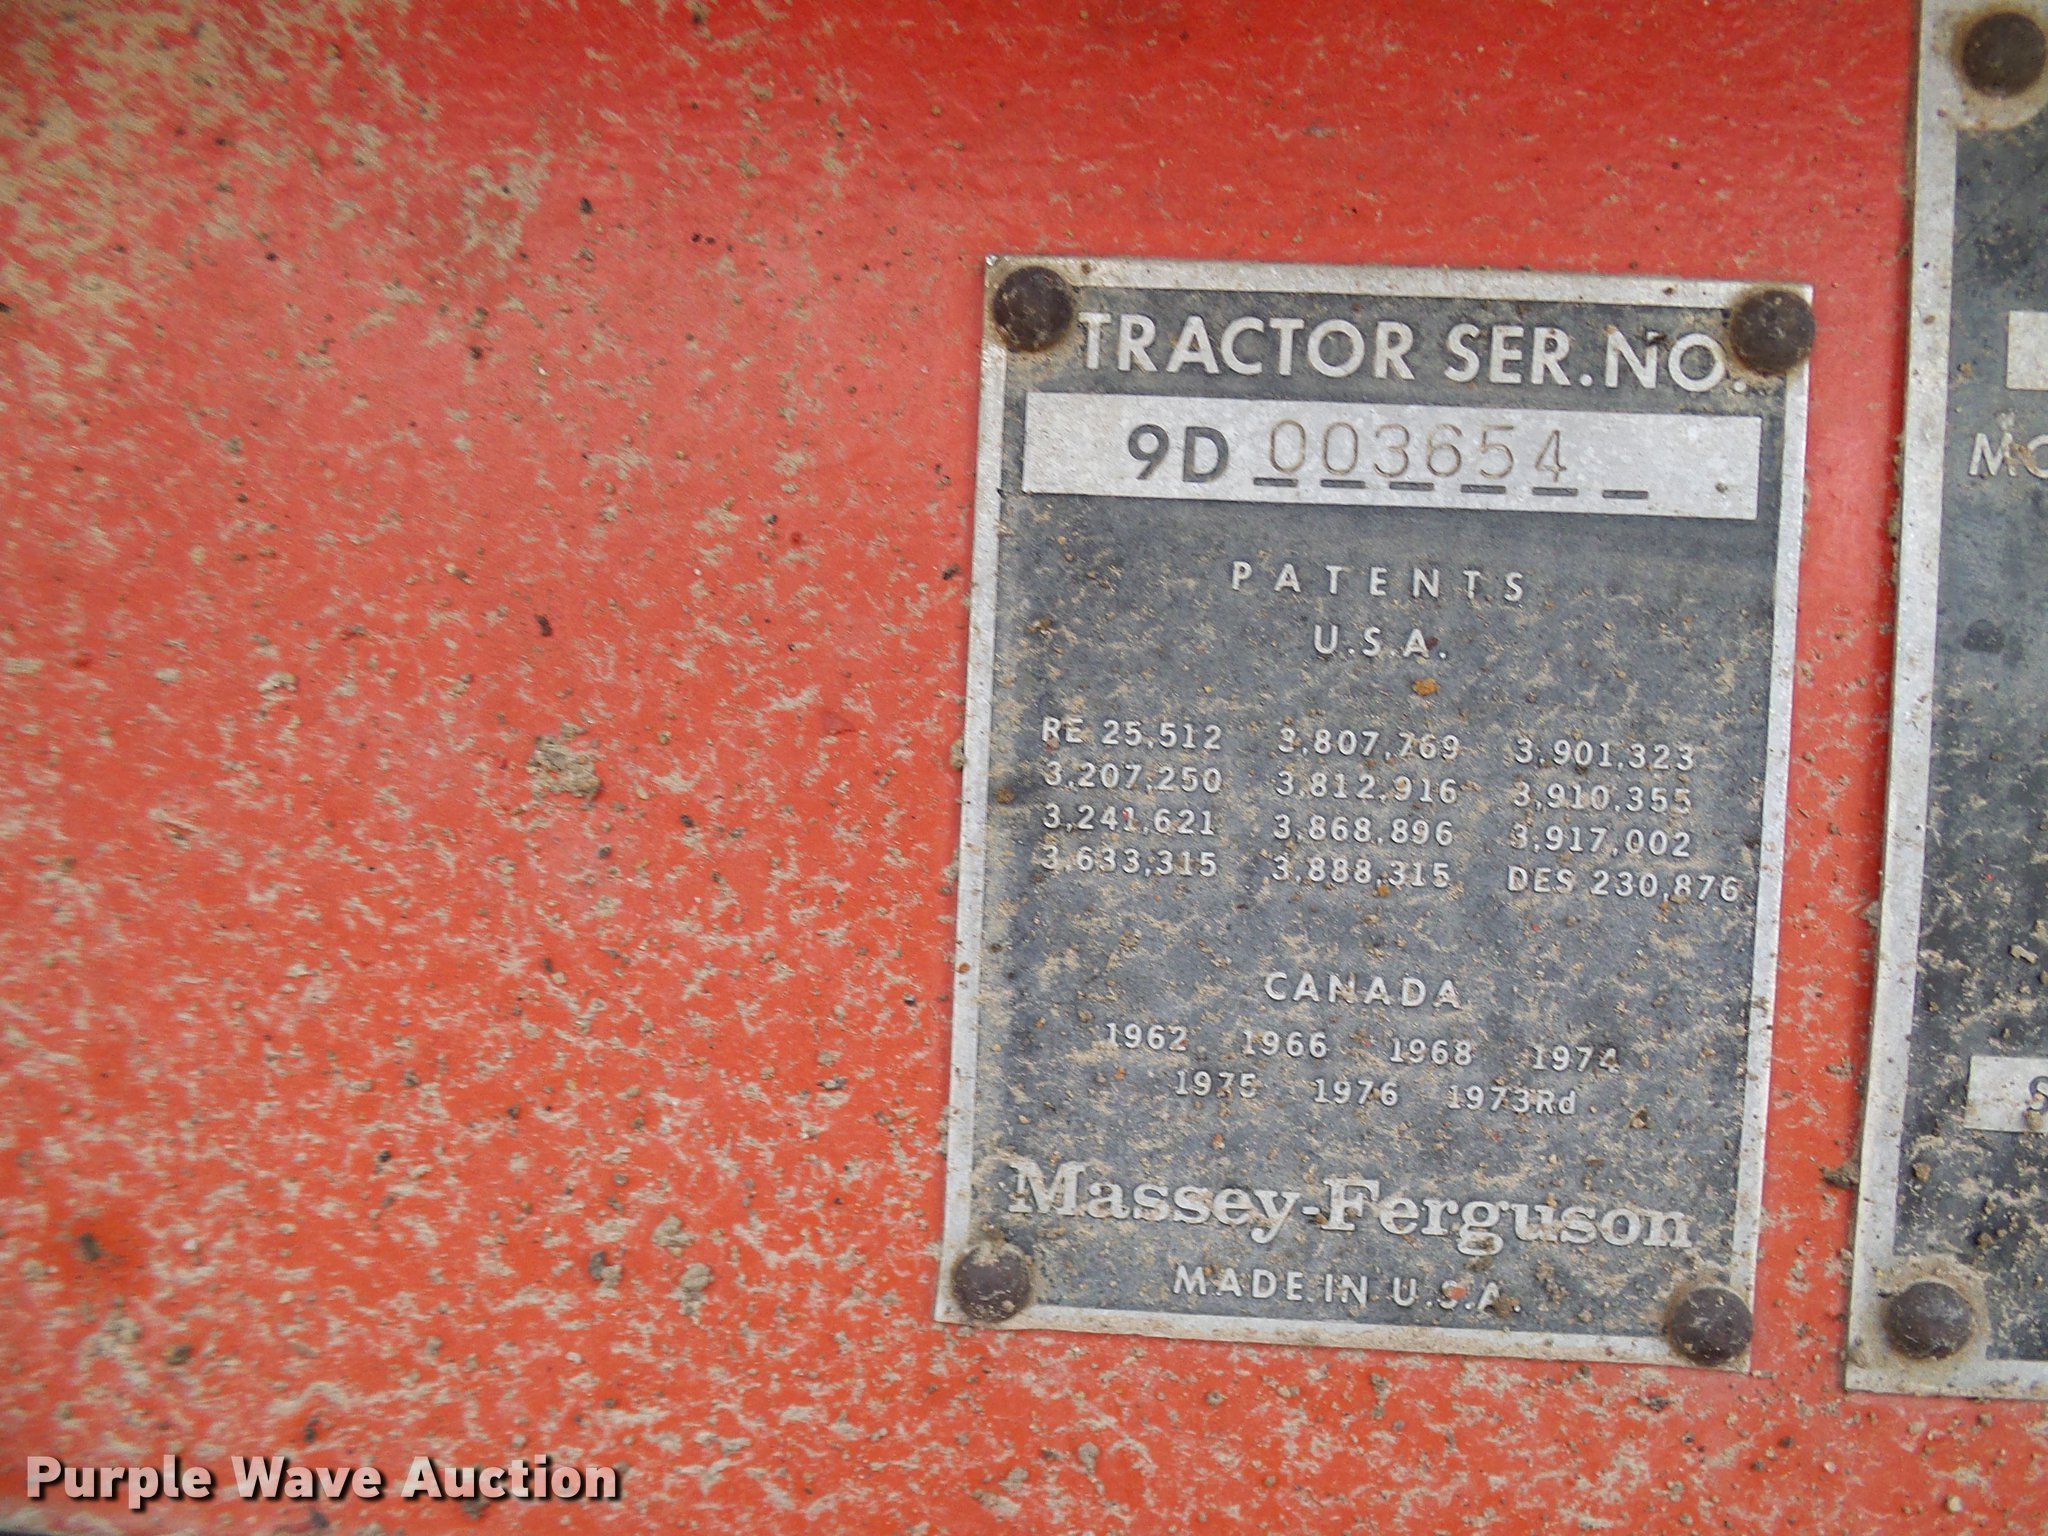 TRACTOR SER. NO.
9D 003654
PATENTS
U.S.A.
RE 25,512 3,807,769 3,901,323
3,207,250 3,812,916 3,910,355
3,241,621 3,868,896 3,917,002
3,633,315 3,888,315 DES 230,876
CANADA
1962 1966 1968 1974
1975 1976 1973Rd.
Massey-Ferguson
MADE IN U.S.A.
MO
S
Purple Wave Auction